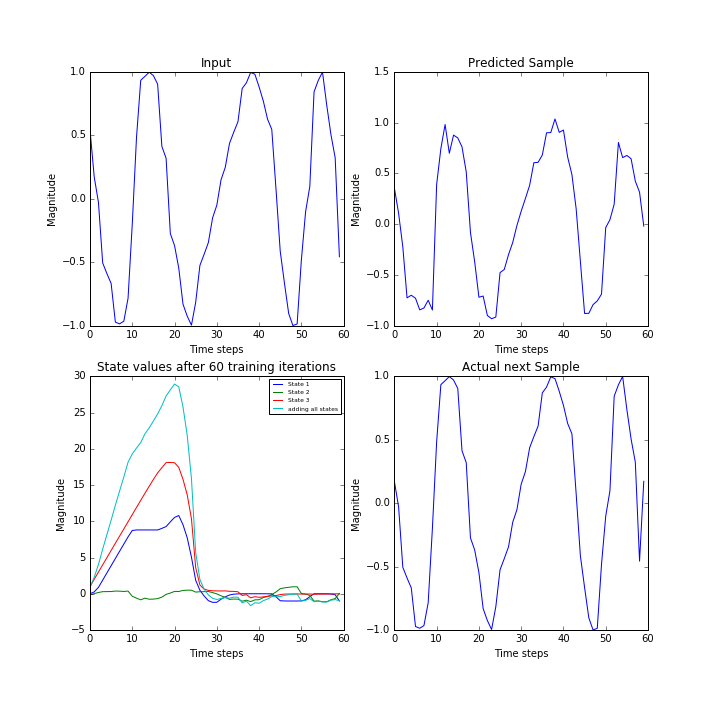 Input
Predicted Sample
1.0
0.5
0.0
−0.5
−1.0
Magnitude
0 10 20 30 40 50 60
Time steps
1.5
1.0
0.5
0.0
−0.5
−1.0
Magnitude
0 10 20 30 40 50 60
Time steps
State values after 60 training iterations
Actual next Sample
30
25
20
15
10
5
0
−5
Magnitude
State 1
State 2
State 3
adding all states
0 10 20 30 40 50 60
Time steps
1.0
0.5
0.0
−0.5
−1.0
Magnitude
0 10 20 30 40 50 60
Time steps